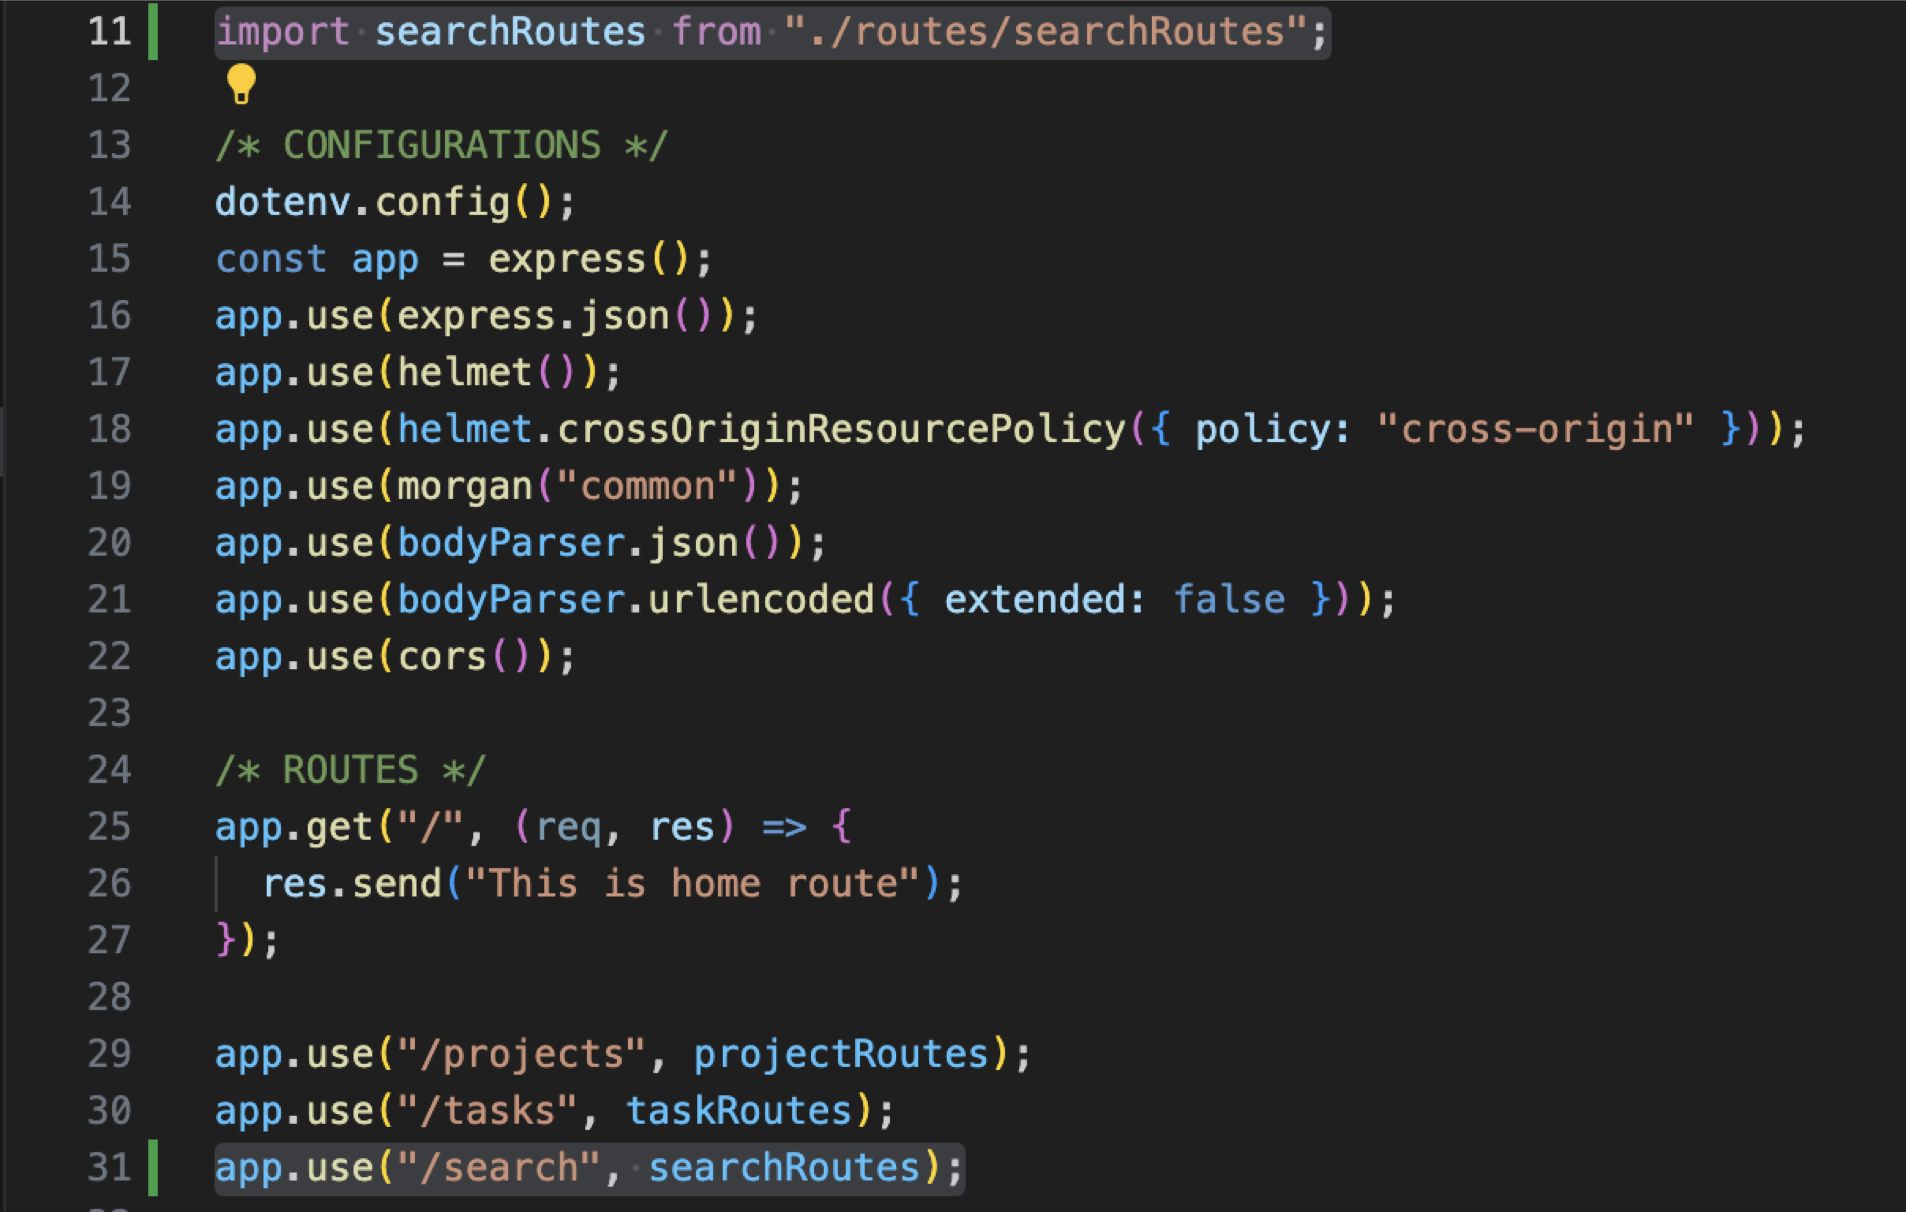 11 import searchRoutes from "./routes/searchRoutes";
12
13 /* CONFIGURATIONS */
14 dotenv.config();
15 const app = express();
16 app.use(express.json());
17 app.use(helmet());
18 app.use(helmet.crossOriginResourcePolicy({ policy: "cross-origin" }));
19 app.use(morgan("common"));
20 app.use(bodyParser.json());
21 app.use(bodyParser.urlencoded({ extended: false }));
22 app.use(cors());
23
24 /* ROUTES */
25 app.get("/", (req, res) => {
26   res.send("This is home route");
27 });
28
29 app.use("/projects", projectRoutes);
30 app.use("/tasks", taskRoutes);
31 app.use("/search", searchRoutes);